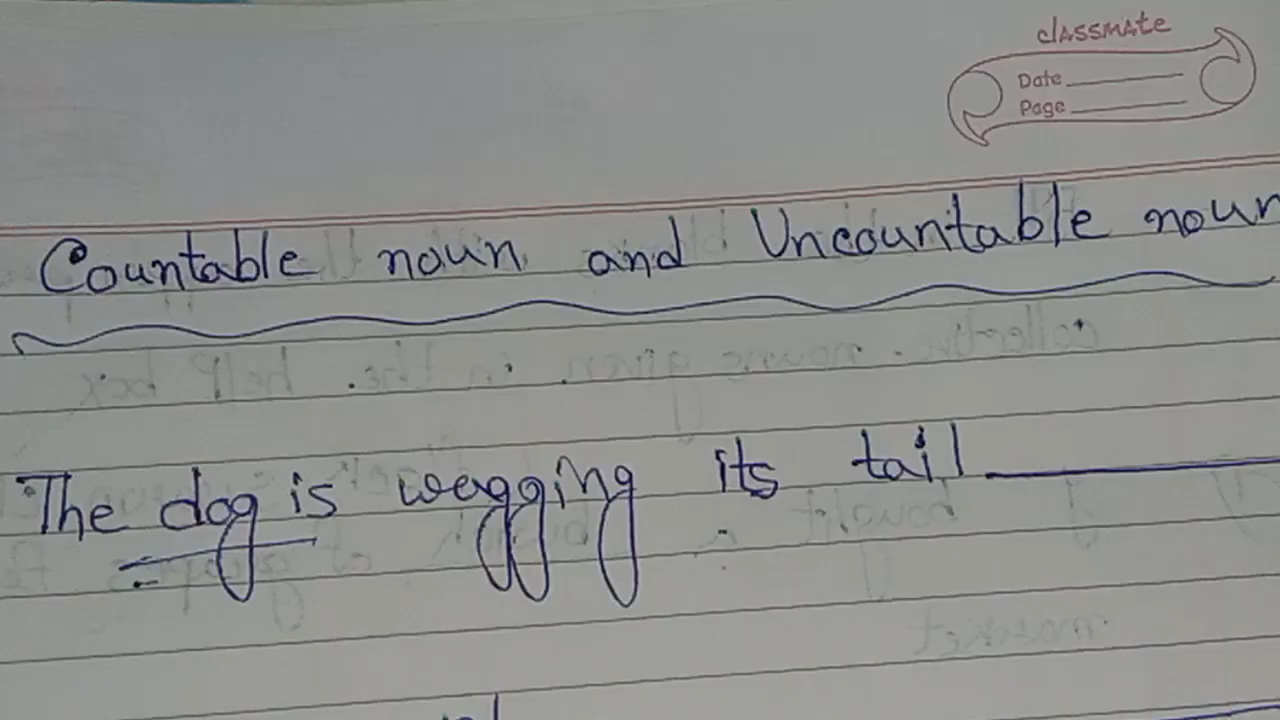 classmate
Date
Page
Countable noun and Uncountable noun
The dog is wagging its tail